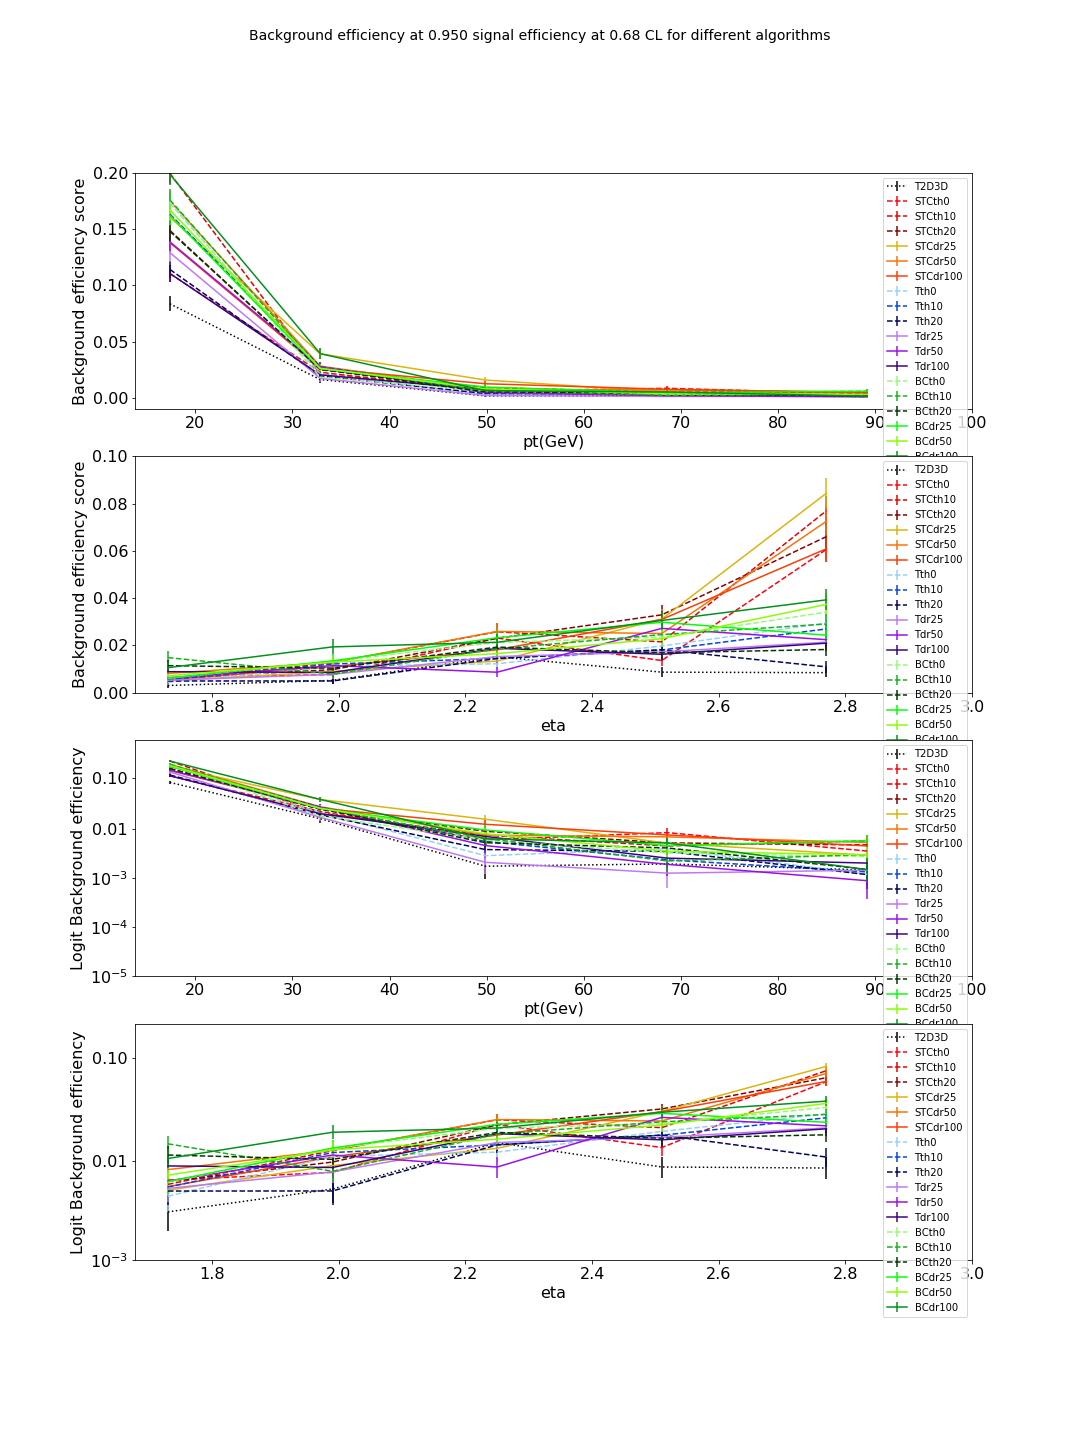 Background efficiency at 0.950 signal efficiency at 0.68 CL for different algorithms
Background efficiency score
0.20
0.15
0.10
0.05
0.00
20 30 40 50 60 70 80 90 100
pt(GeV)
T2D3D
STCth0
STCth10
STCth20
STCdr25
STCdr50
STCdr100
Tth0
Tth10
Tth20
Tdr25
Tdr50
Tdr100
BCth0
BCth10
BCth20
BCdr25
BCdr50
BCdr100
Background efficiency score
0.10
0.08
0.06
0.04
0.02
0.00
1.8 2.0 2.2 2.4 2.6 2.8 3.0
eta
T2D3D
STCth0
STCth10
STCth20
STCdr25
STCdr50
STCdr100
Tth0
Tth10
Tth20
Tdr25
Tdr50
Tdr100
BCth0
BCth10
BCth20
BCdr25
BCdr50
BCdr100
Logit Background efficiency
0.10
0.01
10⁻³
10⁻⁴
10⁻⁵
20 30 40 50 60 70 80 90 100
pt(Gev)
T2D3D
STCth0
STCth10
STCth20
STCdr25
STCdr50
STCdr100
Tth0
Tth10
Tth20
Tdr25
Tdr50
Tdr100
BCth0
BCth10
BCth20
BCdr25
BCdr50
BCdr100
Logit Background efficiency
0.10
0.01
10⁻³
1.8 2.0 2.2 2.4 2.6 2.8 3.0
eta
T2D3D
STCth0
STCth10
STCth20
STCdr25
STCdr50
STCdr100
Tth0
Tth10
Tth20
Tdr25
Tdr50
Tdr100
BCth0
BCth10
BCth20
BCdr25
BCdr50
BCdr100